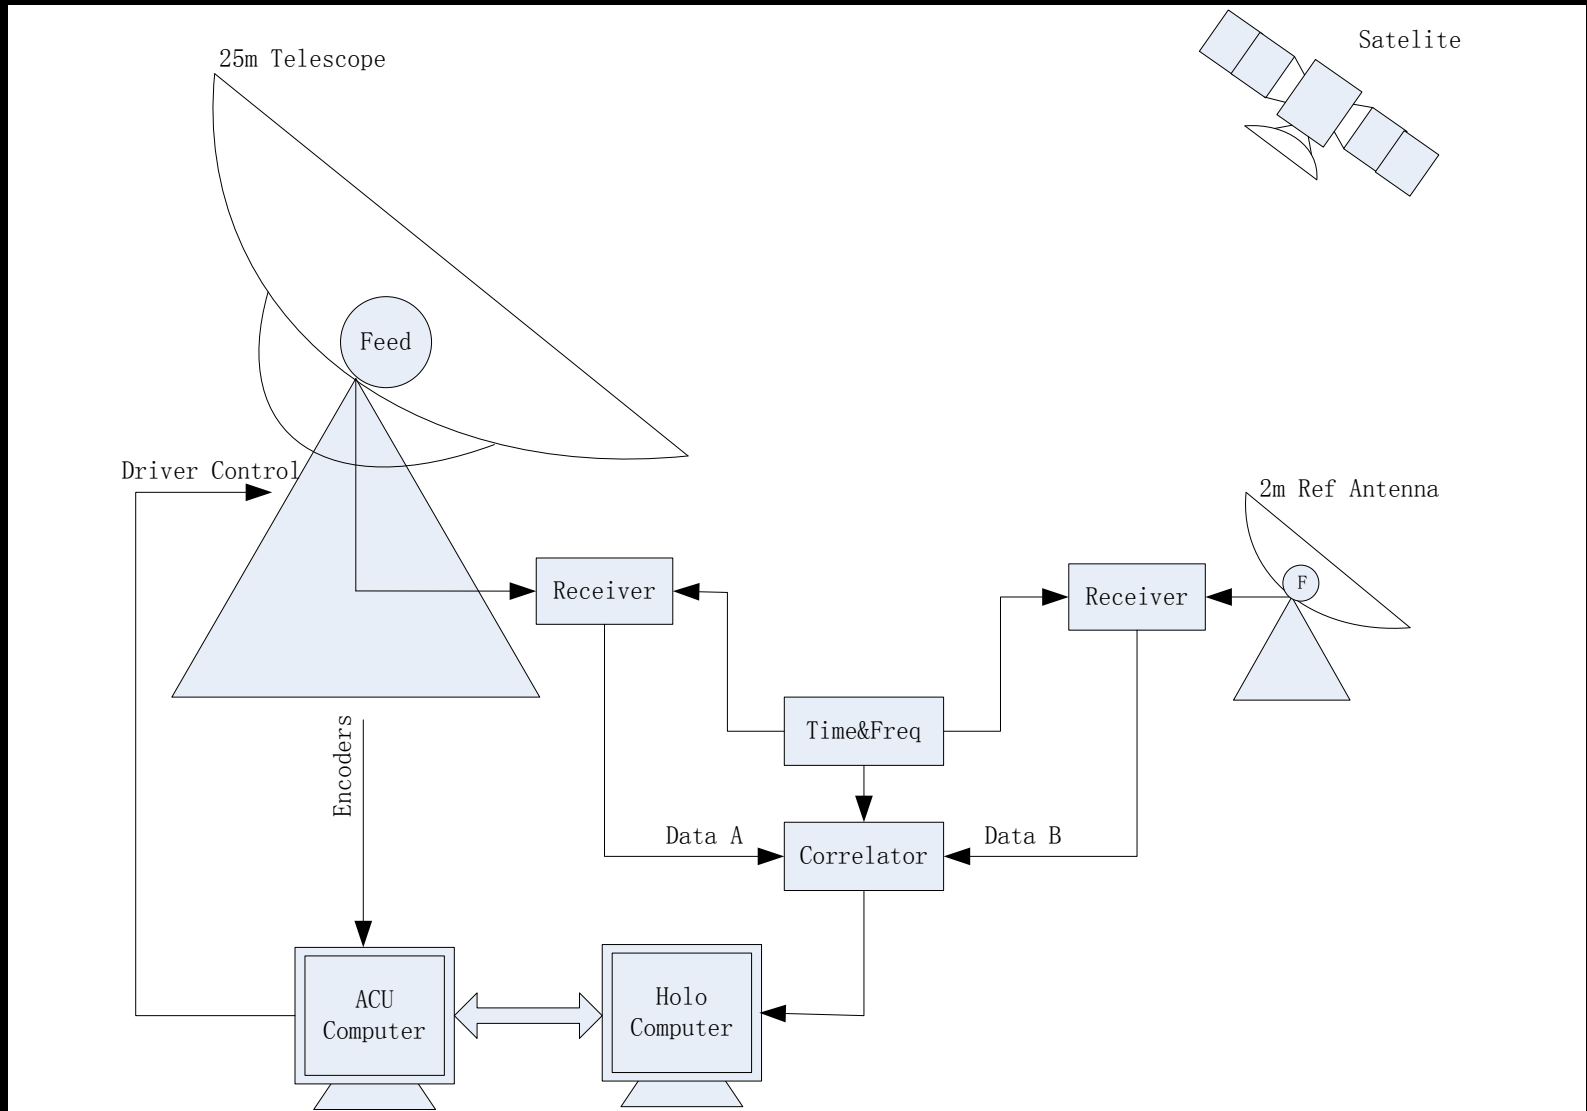 25m Telescope
Satelite
Feed
Driver Control
2m Ref Antenna
Receiver
Receiver
F
Time&Freq
Encoders
Data A
Data B
Correlator
ACU
Computer
Holo
Computer